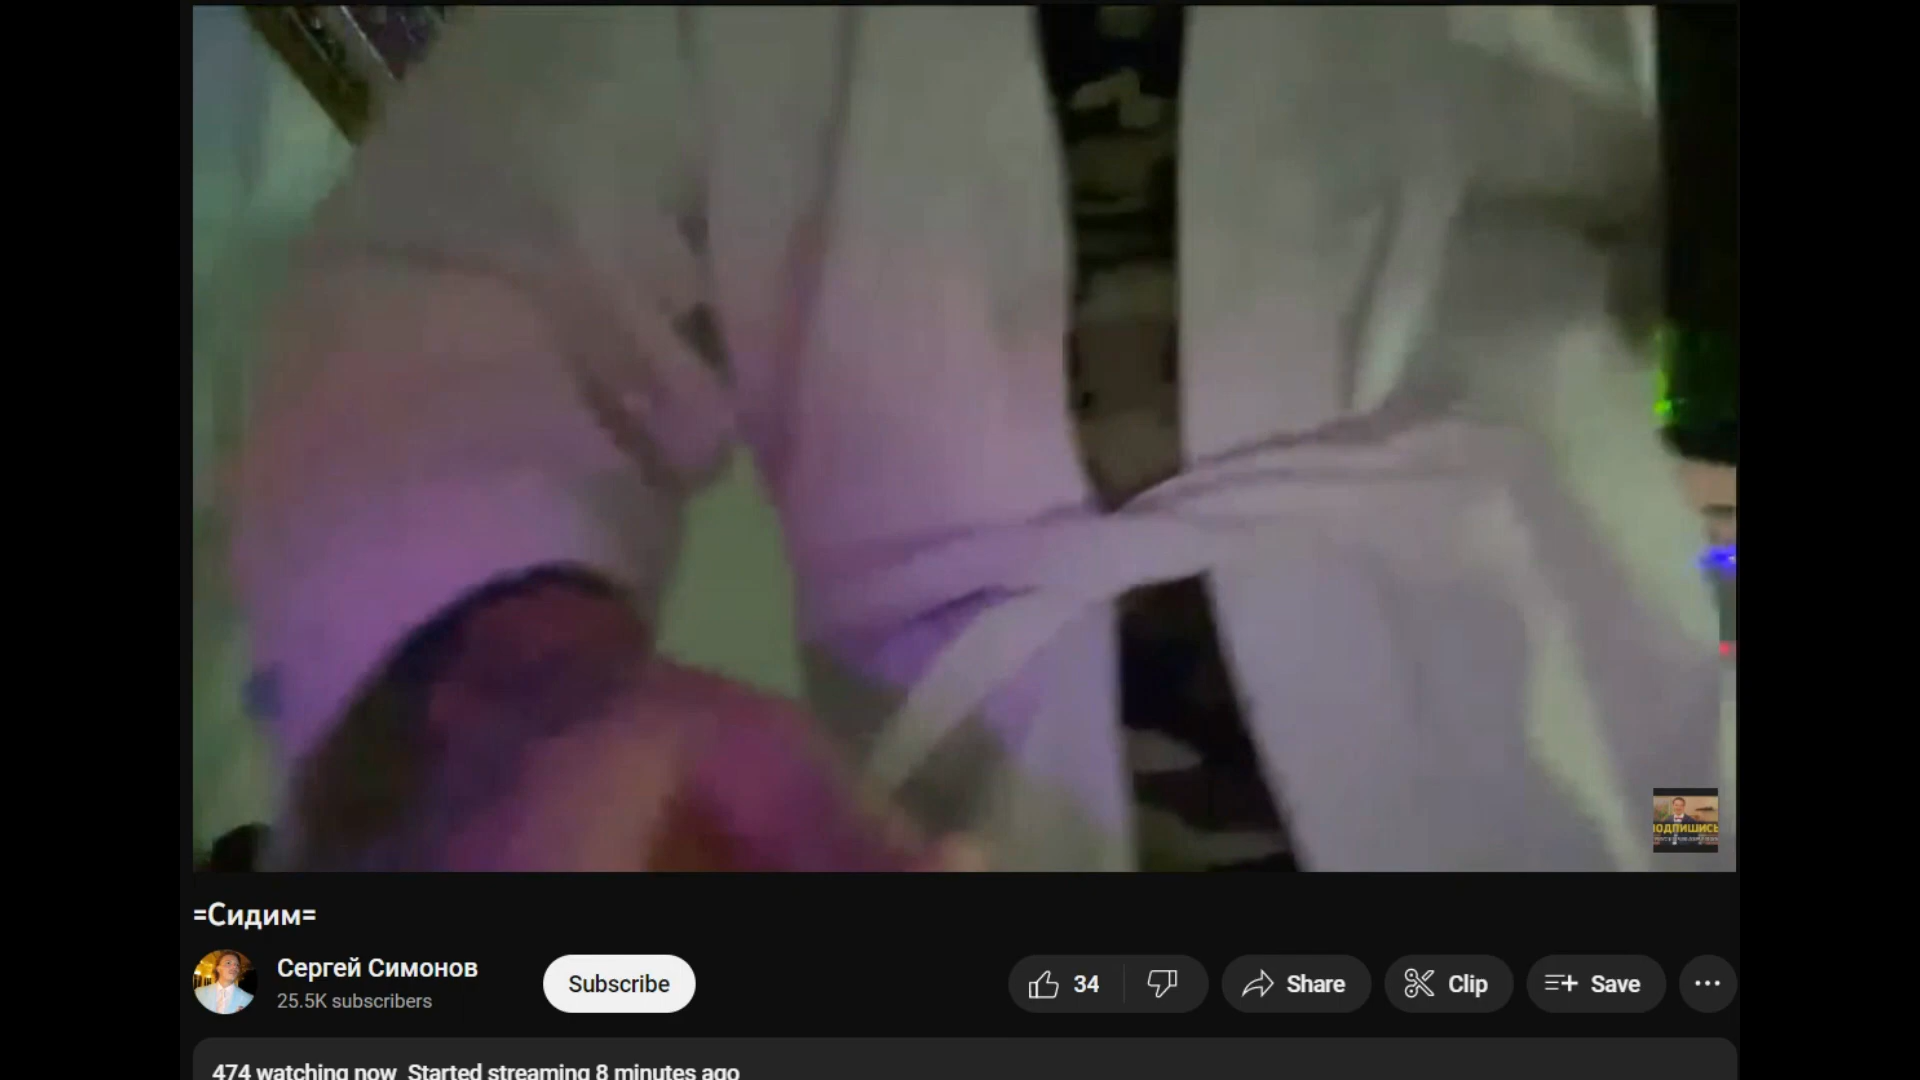 ПОДПИШИСЬ
=Сидим=
Сергей Симонов
25.5K subscribers
Subscribe
34
Share
Clip
Save
474 watching now Started streaming 8 minutes ago